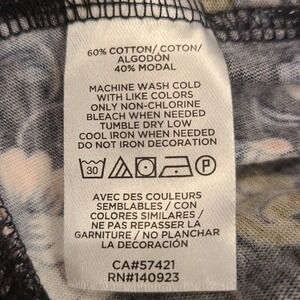 60% COTTON/ COTON/
ALGODÓN
40% MODAL
MACHINE WASH COLD
WITH LIKE COLORS
ONLY NON-CHLORINE
BLEACH WHEN NEEDED
TUMBLE DRY LOW
COOL IRON WHEN NEEDED
DO NOT IRON DECORATION
30 P
AVEC DES COULEURS
SEMBLABLES / CON
COLORES SIMILARES /
NE PAS REPASSER LA
GARNITURE / NO PLANCHAR
LA DECORACIÓN
CA#57421
RN#140923